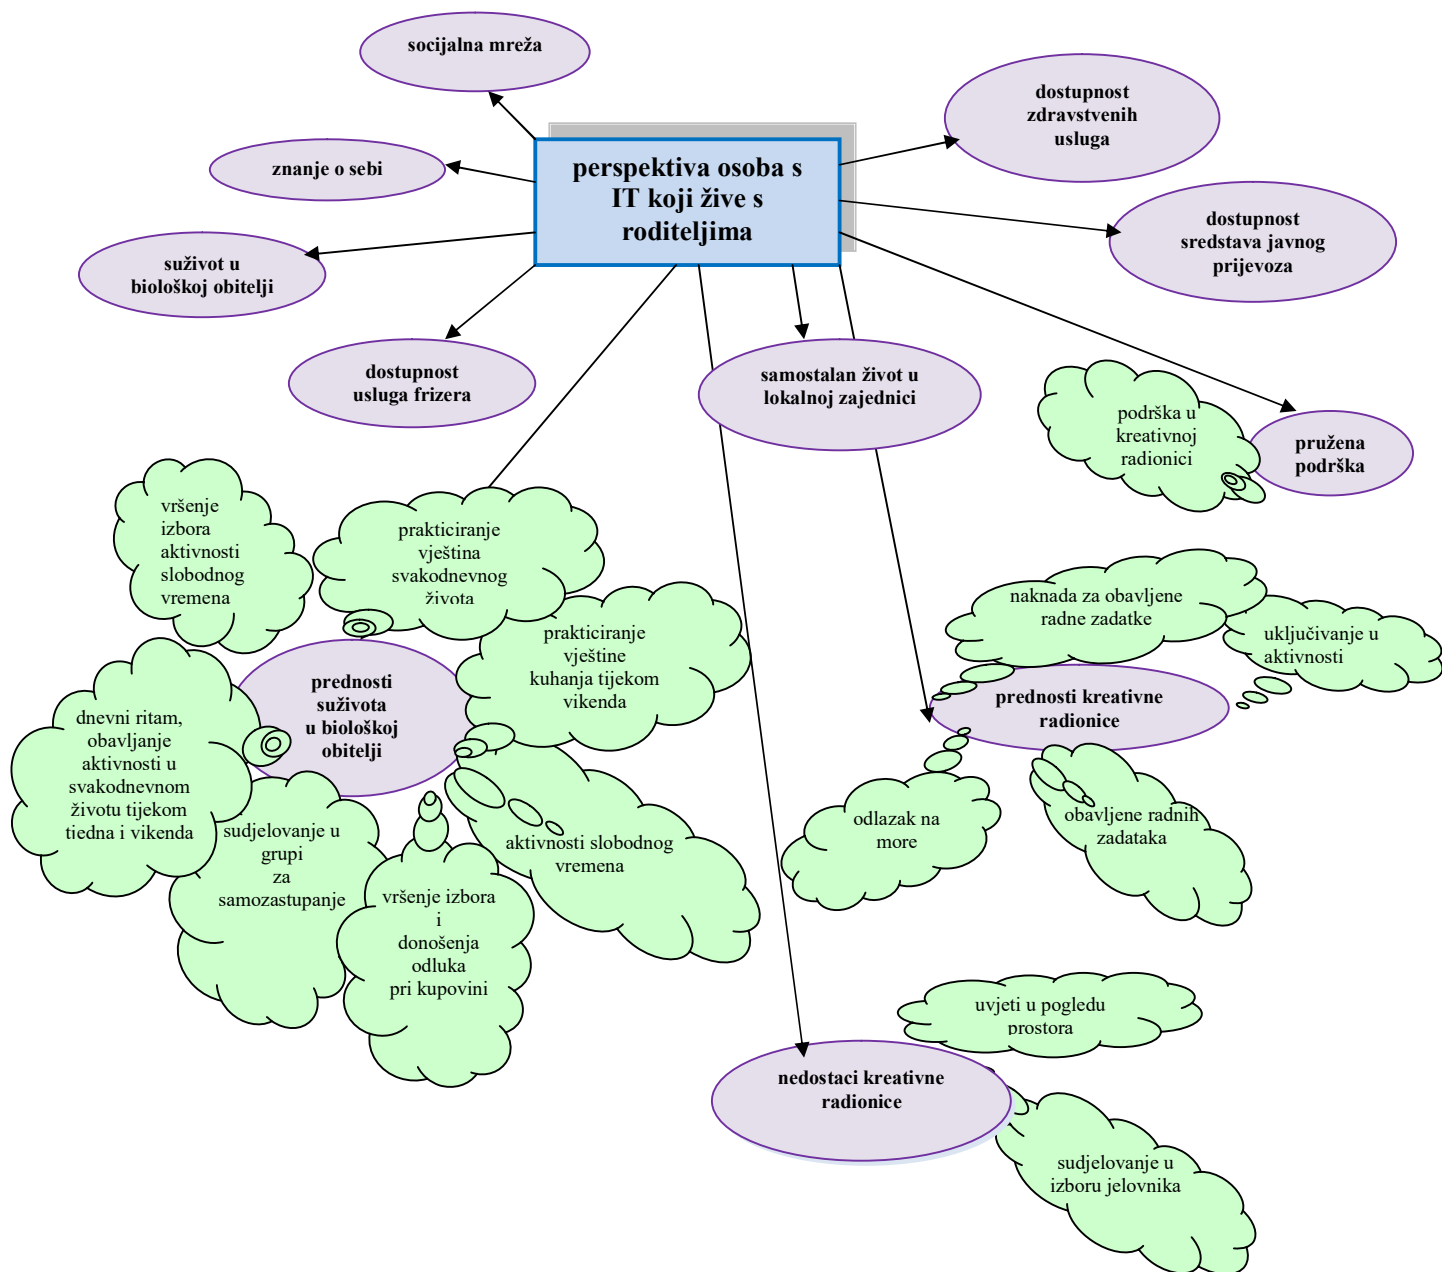 socijalna mreža
dostupnost
zdravstvenih
usluga
znanje o sebi
perspektiva osoba s
IT koji žive s
roditeljima
dostupnost
sredstava javnog
prijevoza
suživot u
biološkoj obitelji
dostupnost
usluga frizera
samostalan život u
lokalnoj zajednici
podrška u
kreativnoj
radionici
pružena
podrška
vršenje
izbora
aktivnosti
slobodnog
vremena
prakticiranje
vještina
svakodnevnog
života
prakticiranje
vještine
kuhanja tijekom
vikenda
naknada za obavljene
radne zadatke
uključivanje u
aktivnosti
prednosti
suživota
u biološkoj
obitelji
prednosti kreativne
radionice
dnevni ritam,
obavljanje
aktivnosti u
svakodnevnom
životu tijekom
tjedna i vikenda
sudjelovanje u
grupi
za
samozastupanje
aktivnosti slobodnog
vremena
odlazak na
more
obavljene radnih
zadataka
vršenje izbora
i
donošenja
odluka
pri kupovini
uvjeti u pogledu
prostora
nedostaci kreativne
radionice
sudjelovanje u
izboru jelovnika